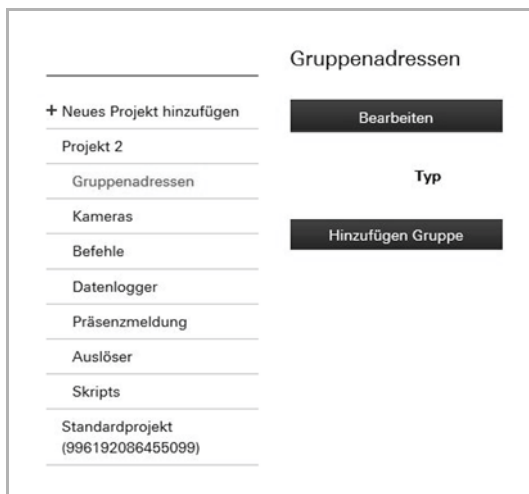 Gruppenadressen
+ Neues Projekt hinzufügen
Bearbeiten
Projekt 2
Gruppenadressen
Typ
Kameras
Hinzufügen Gruppe
Befehle
Datenlogger
Präsenzmeldung
Auslöser
Skripts
Standardprojekt
(996192086455099)